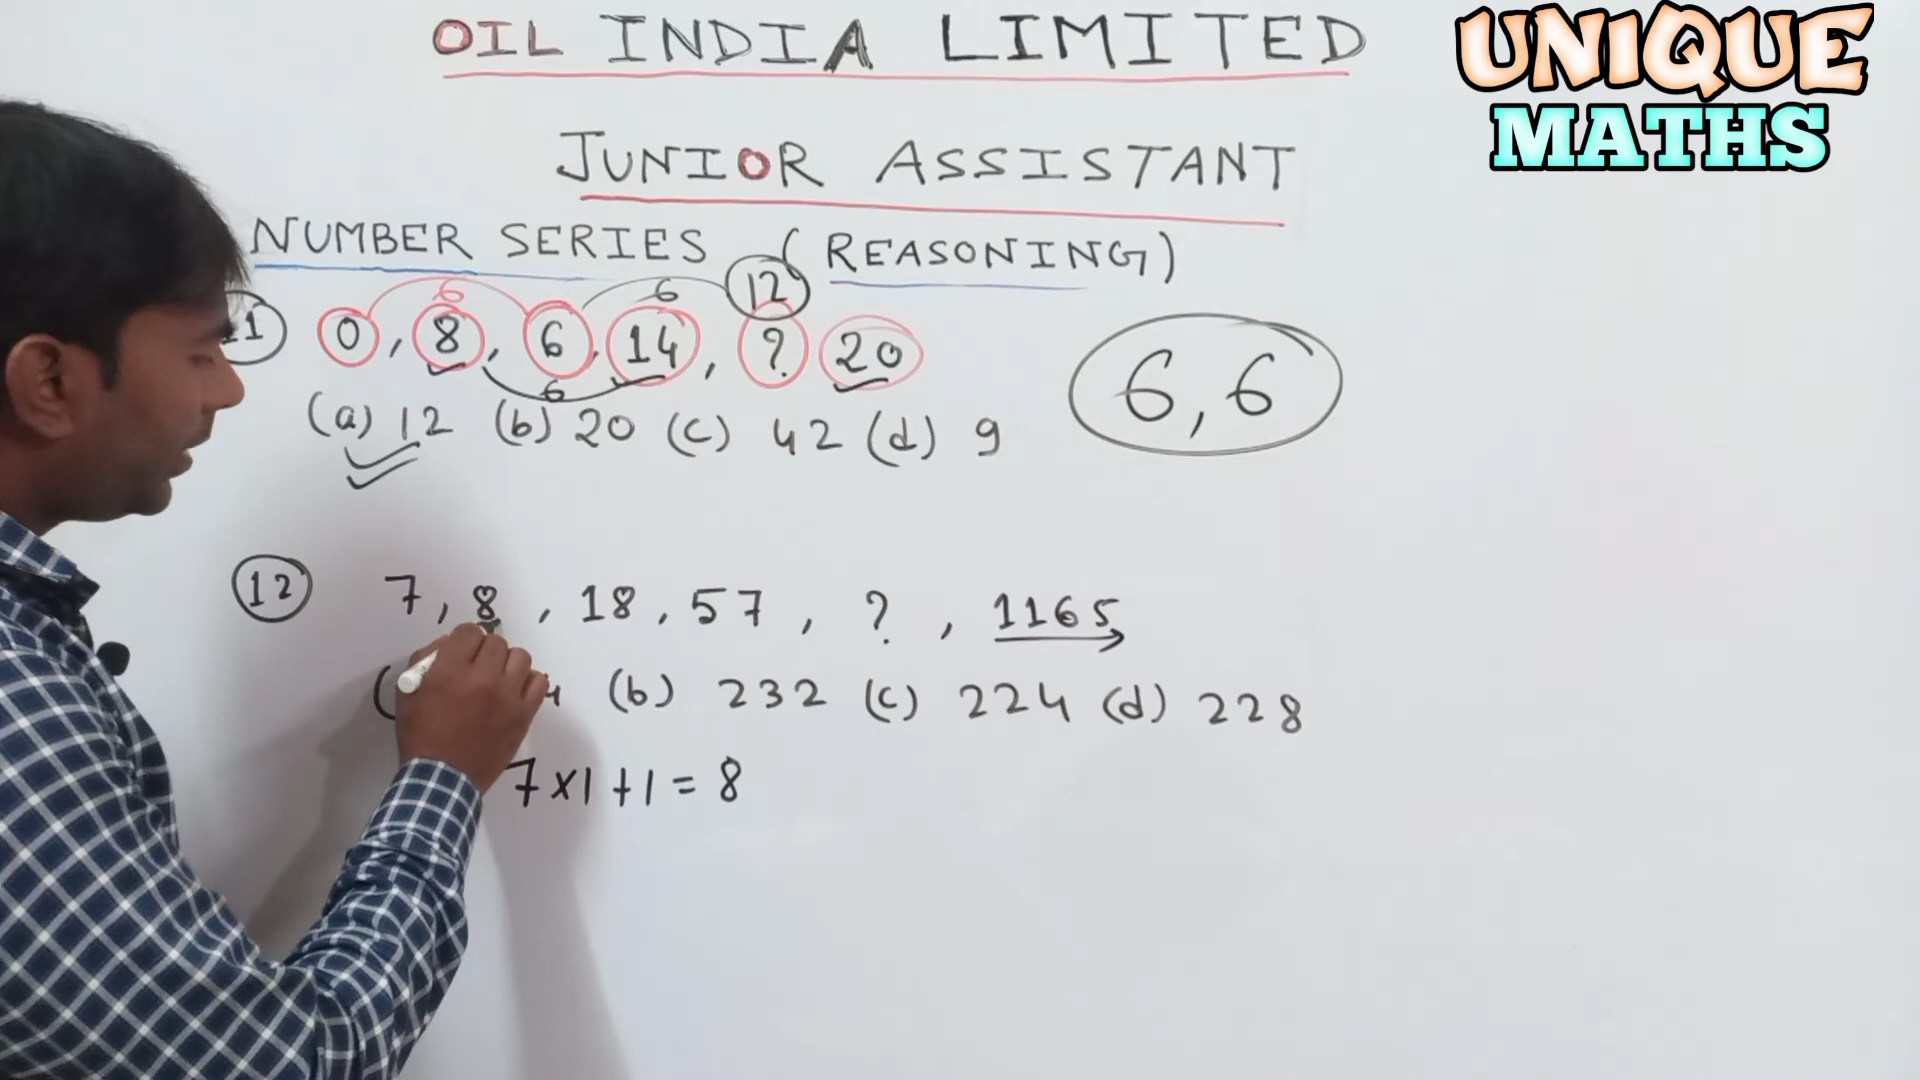 OIL INDIA LIMITED
UNIQUE
MATHS
JUNIOR ASSISTANT
NUMBER SERIES (REASONING)
12
6 6
0, 8, 6, 14, ? 20
6
6, 6
(a) 12 (b) 20 (c) 42 (d) 9
12 7, 8, 18, 57, ?, 1165
(b) 232 (c) 224 (d) 228
7×1+1=8